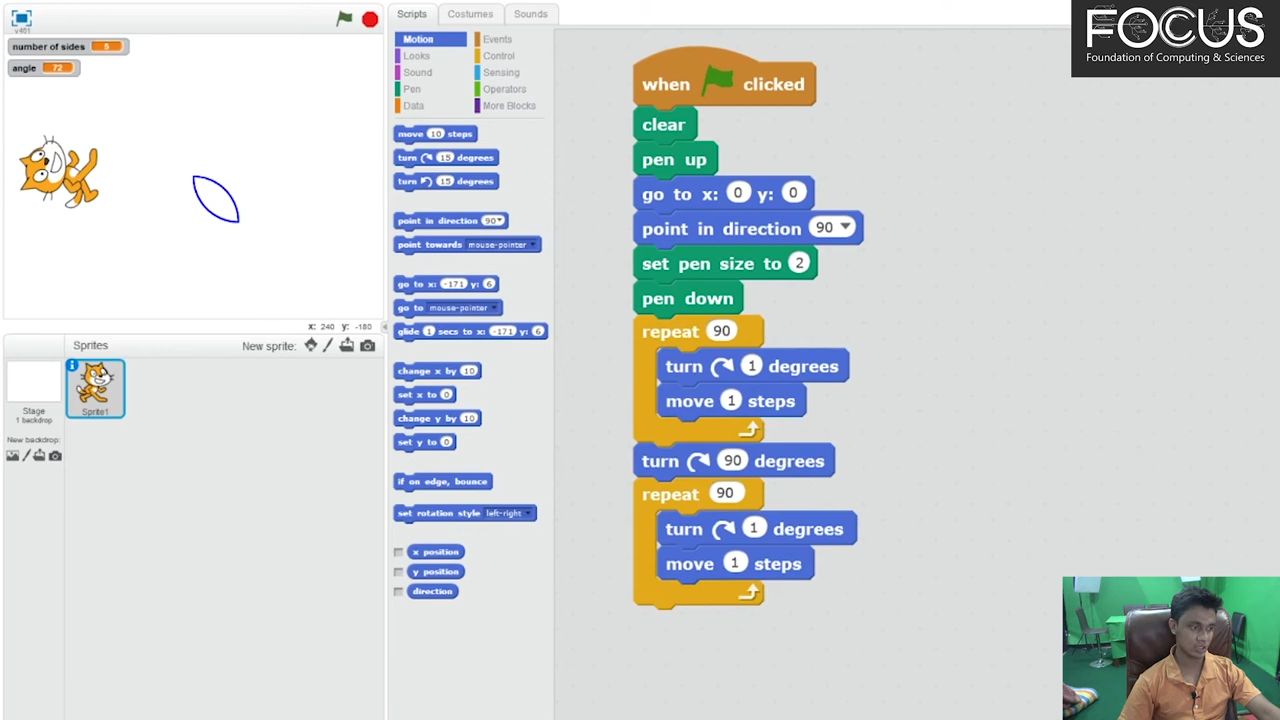 v461
number of sides 5
angle 72
x: 240 y: -180
Sprites
New sprite:
Stage
1 backdrop
New backdrop:
Sprite1
Scripts
Costumes
Sounds
Motion
Looks
Sound
Pen
Data
Events
Control
Sensing
Operators
More Blocks
move 10 steps
turn 15 degrees
turn 15 degrees
point in direction 90
point towards mouse-pointer
go to x: -171 y: 6
go to mouse-pointer
glide 1 secs to x: -171 y: 6
change x by 10
set x to 0
change y by 10
set y to 0
if on edge, bounce
set rotation style left-right
x position
y position
direction
when clicked
clear
pen up
go to x: 0 y: 0
point in direction 90
set pen size to 2
pen down
repeat 90
turn 1 degrees
move 1 steps
turn 90 degrees
repeat 90
turn 1 degrees
move 1 steps
FOCUS
Foundation of Computing & Sciences